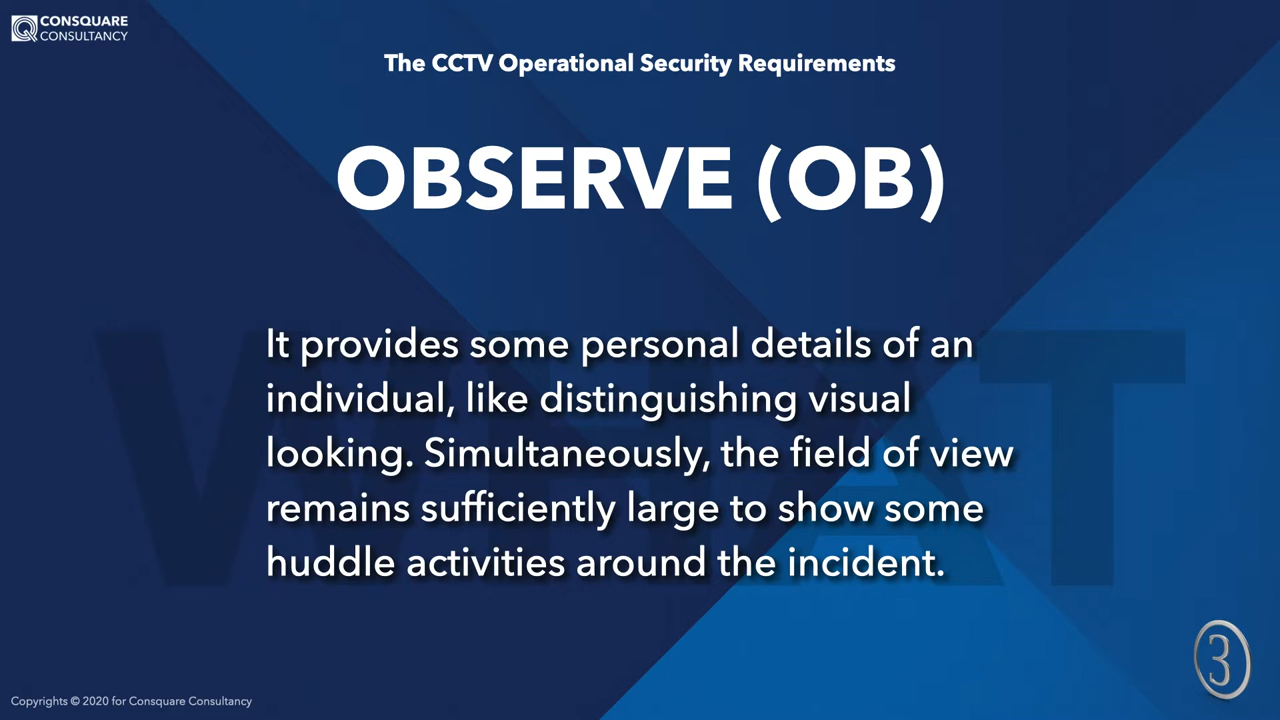 CONSQUARE
CONSULTANCY
The CCTV Operational Security Requirements
OBSERVE (OB)
WHAT
It provides some personal details of an
individual, like distinguishing visual
looking. Simultaneously, the field of view
remains sufficiently large to show some
huddle activities around the incident.
3
Copyrights © 2020 for Consquare Consultancy